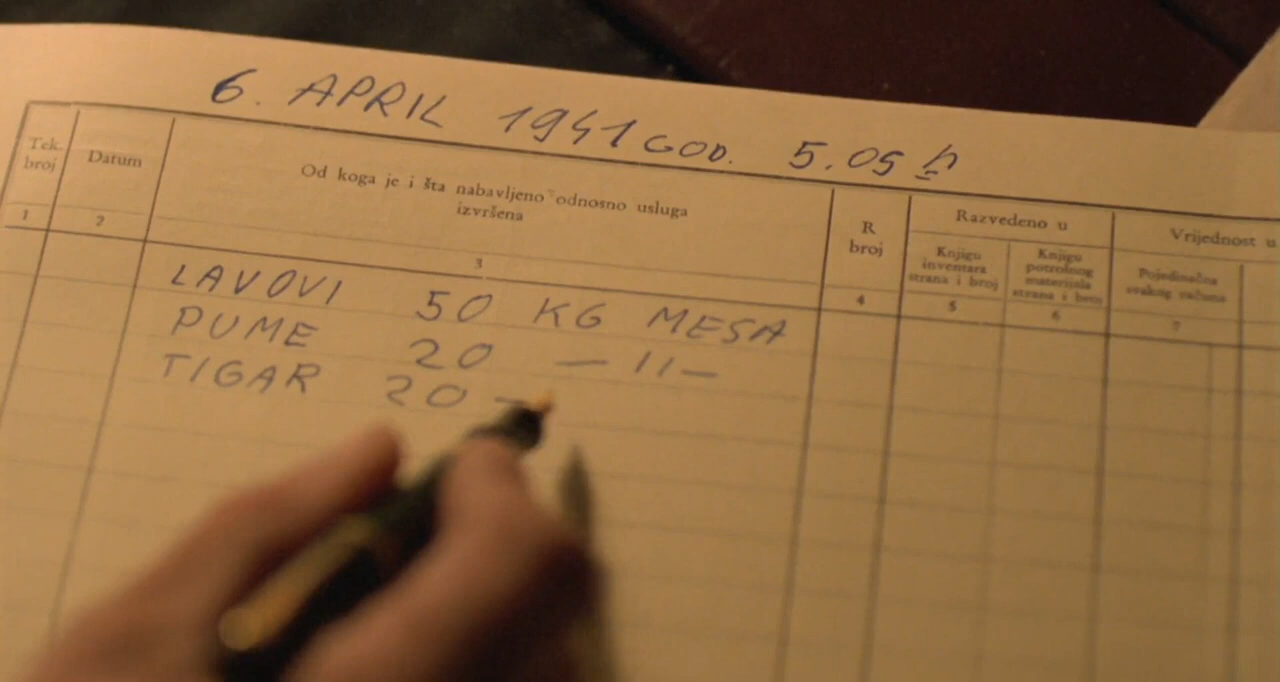 6. APRIL 1941 GOD. 5.05 h
Tek. broj
Datum
Od koga je i šta nabavljeno odnosno usluga
izvršena
R
broj
Razvedeno u
Vrijednost u
Knjigu
inventara
strana i broj
Knjigu
potrošnog
materijala
strana i broj
Pojedinačna
svakog računa
1 2 3 4 5 6 7
LAVOVI 50 KG MESA
PUME 20 — 11 —
TIGAR 20 —